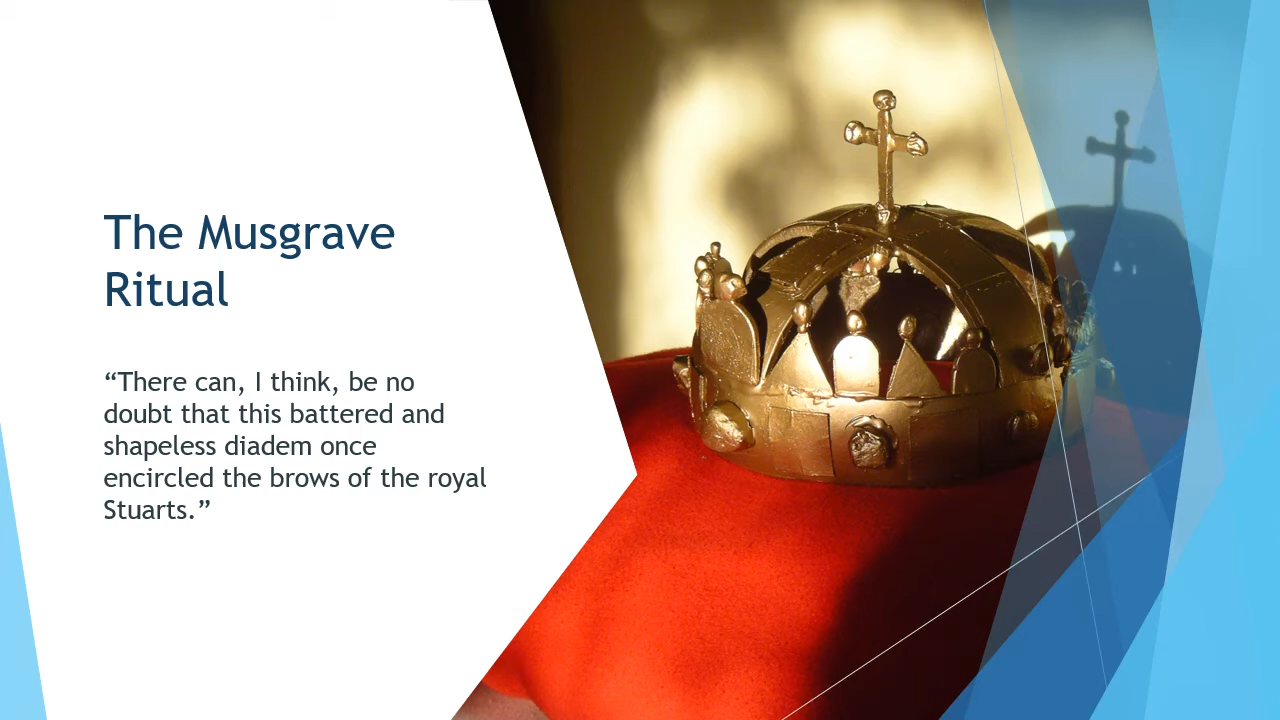 The Musgrave
Ritual
“There can, I think, be no
doubt that this battered and
shapeless diadem once
encircled the brows of the royal
Stuarts.”